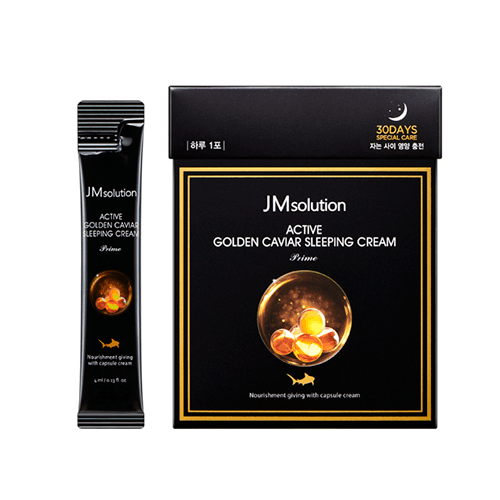 JMsolution
ACTIVE
GOLDEN CAVIAR
SLEEPING CREAM
Prime
Nourishment giving
with capsule cream
4 ml / 0.13 fl. oz
30DAYS
SPECIAL CARE
자는 사이 영양 충전
|하루 1포|
JMsolution
ACTIVE
GOLDEN CAVIAR SLEEPING CREAM
Prime
Nourishment giving with capsule cream